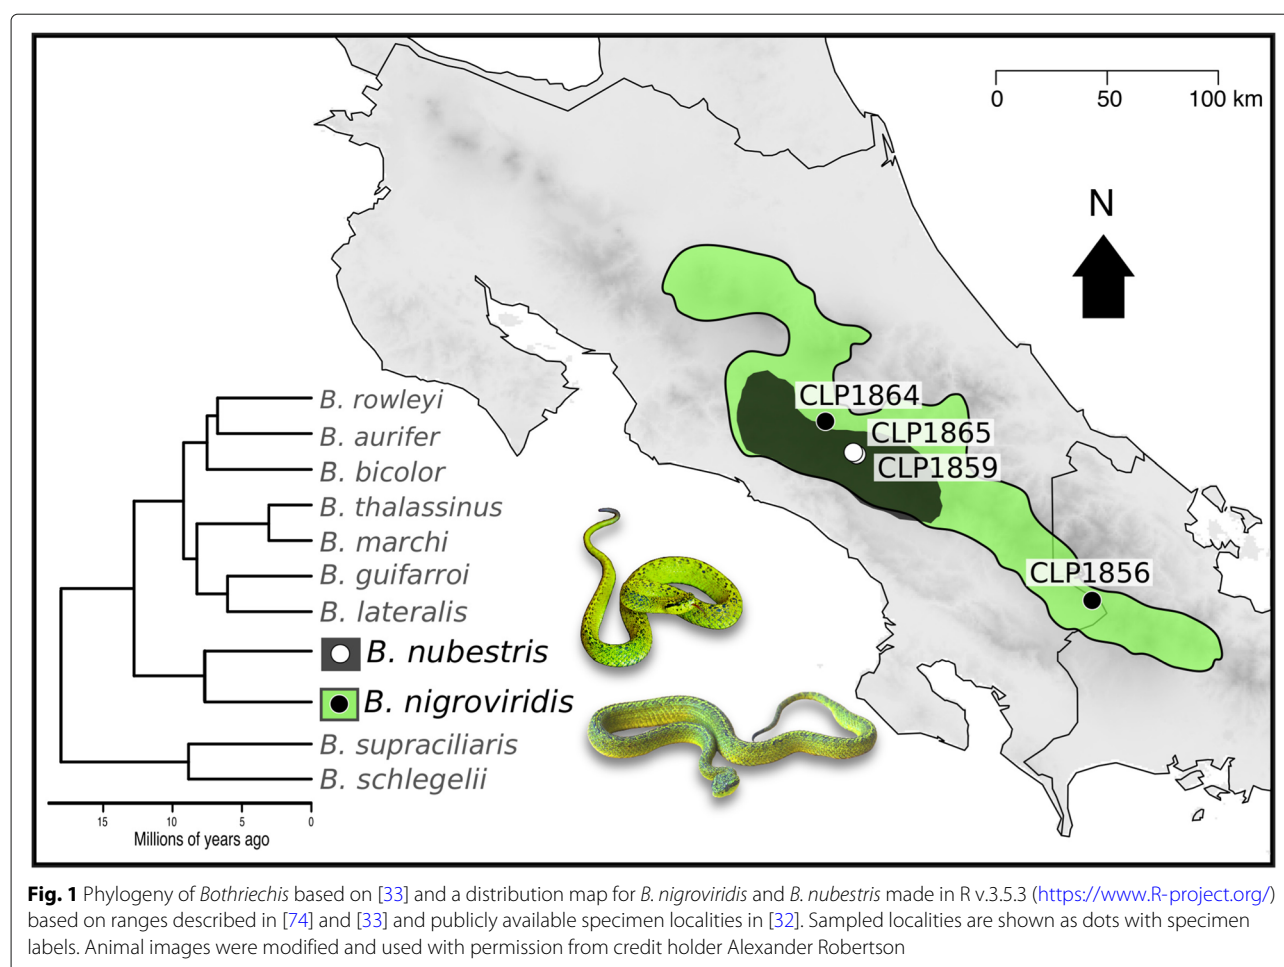 0 50 100 km
N
CLP1864
CLP1865
CLP1859
CLP1856
B. rowleyi
B. aurifer
B. bicolor
B. thalassinus
B. marchi
B. guifarroi
B. lateralis
B. nubestris
B. nigroviridis
B. supraciliaris
B. schlegelii
15 10 5 0
Millions of years ago
Fig. 1 Phylogeny of Bothriechis based on [33] and a distribution map for B. nigroviridis and B. nubestris made in R v.3.5.3 (https://www.R-project.org/)
based on ranges described in [74] and [33] and publicly available specimen localities in [32]. Sampled localities are shown as dots with specimen
labels. Animal images were modified and used with permission from credit holder Alexander Robertson